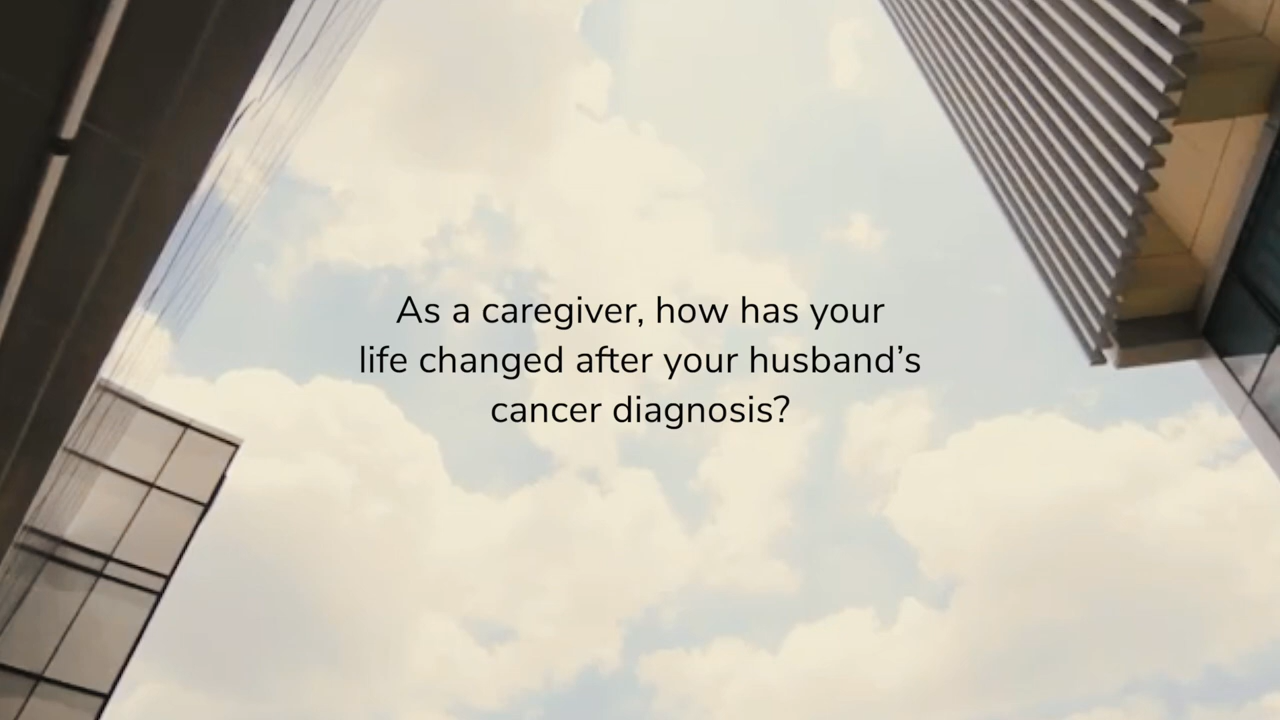 As a caregiver, how has your
life changed after your husband’s
cancer diagnosis?